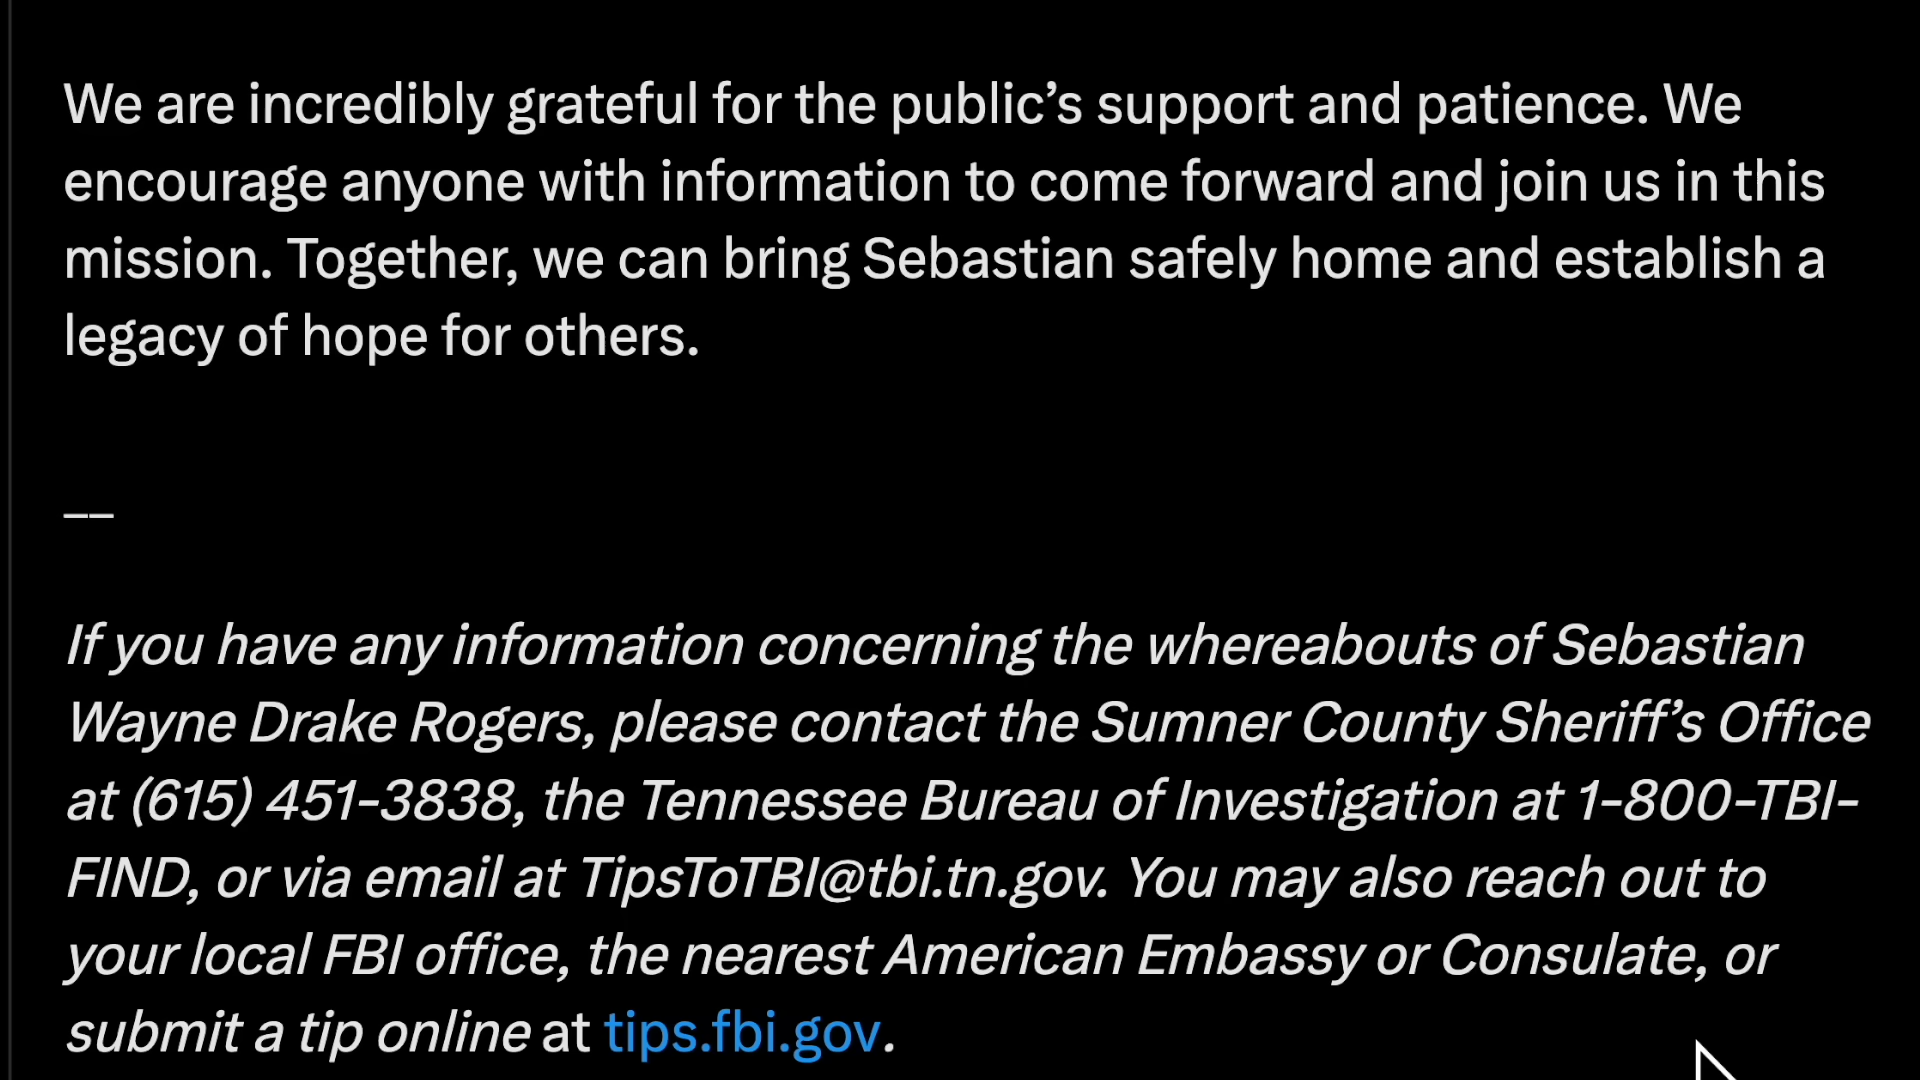 We are incredibly grateful for the public’s support and patience. We
encourage anyone with information to come forward and join us in this
mission. Together, we can bring Sebastian safely home and establish a
legacy of hope for others.
__
If you have any information concerning the whereabouts of Sebastian
Wayne Drake Rogers, please contact the Sumner County Sheriff’s Office
at (615) 451-3838, the Tennessee Bureau of Investigation at 1-800-TBI-
FIND, or via email at TipsToTBI@tbi.tn.gov. You may also reach out to
your local FBI office, the nearest American Embassy or Consulate, or
submit a tip online at tips.fbi.gov.